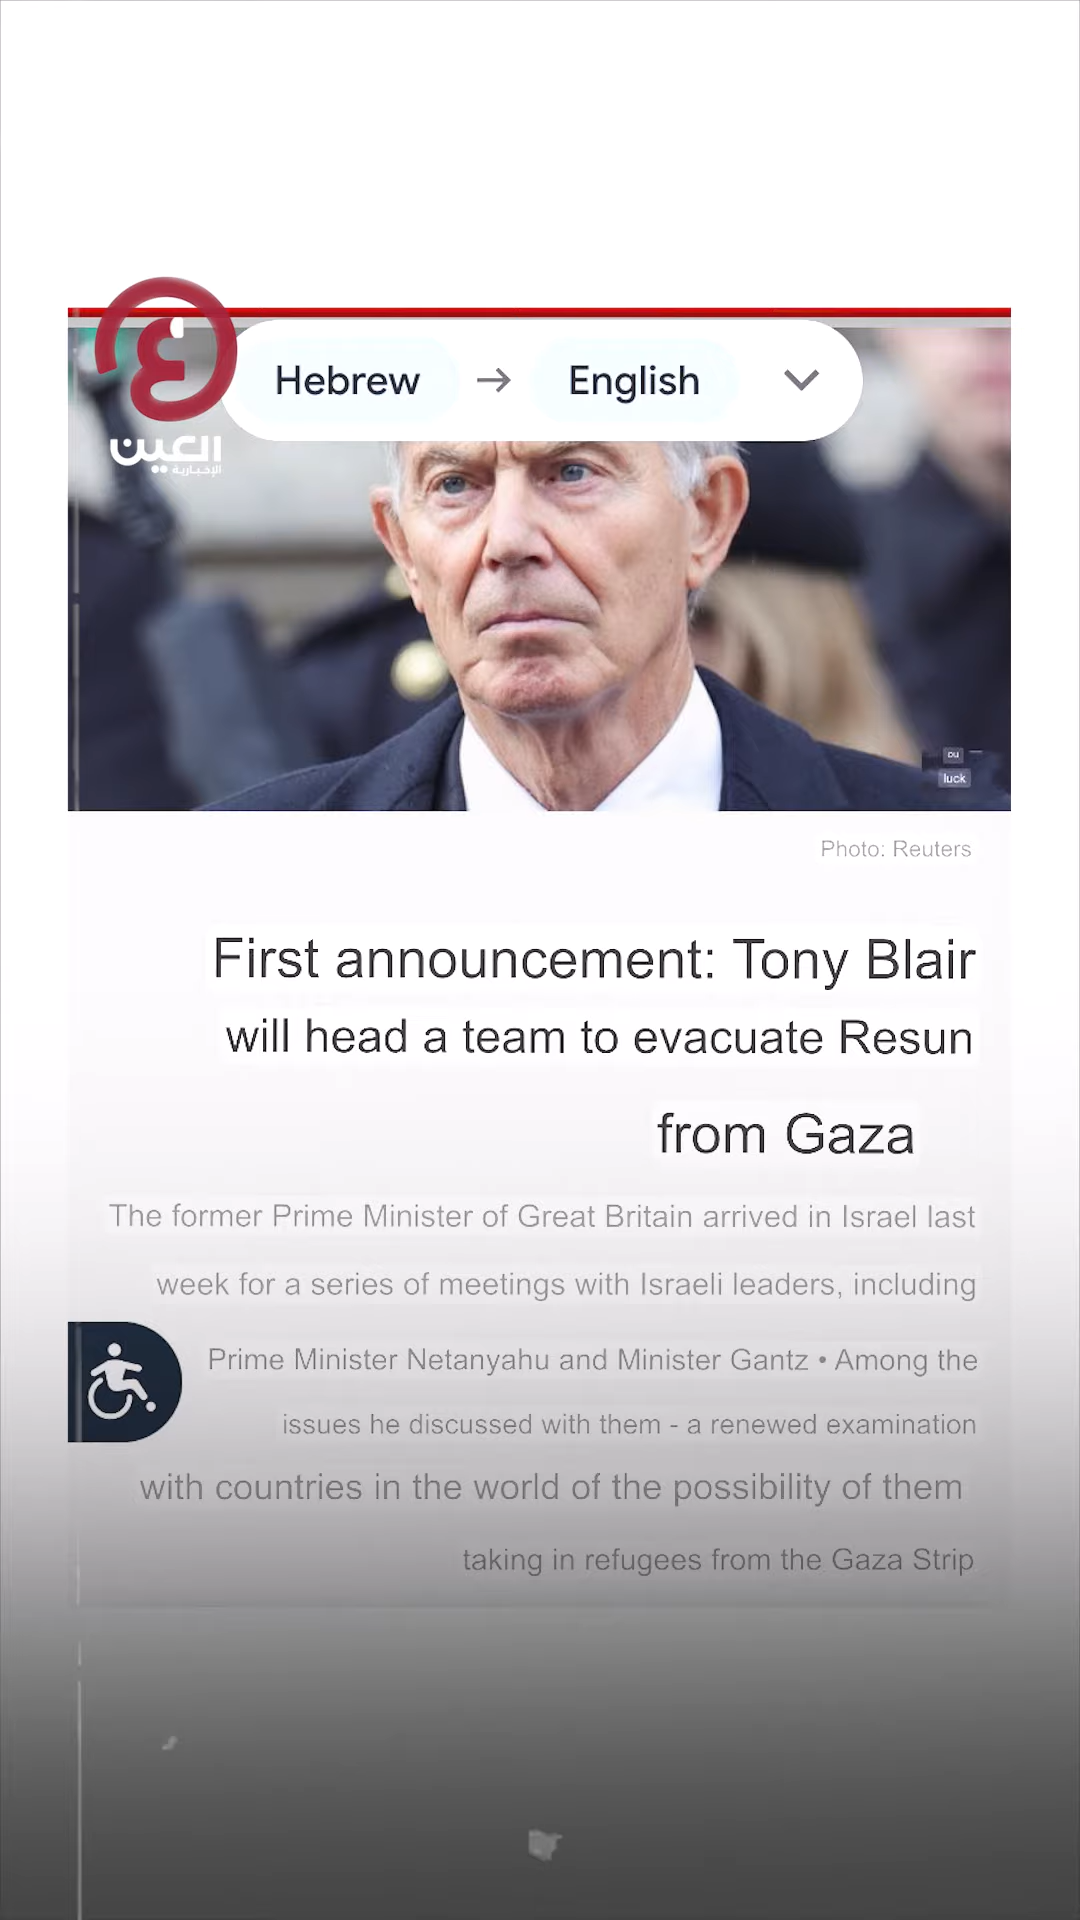 Hebrew → English
العين
الإخبارية
ou
luck
Photo: Reuters
First announcement: Tony Blair
will head a team to evacuate Resun
from Gaza
The former Prime Minister of Great Britain arrived in Israel last
week for a series of meetings with Israeli leaders, including
Prime Minister Netanyahu and Minister Gantz • Among the
issues he discussed with them - a renewed examination
with countries in the world of the possibility of them
taking in refugees from the Gaza Strip